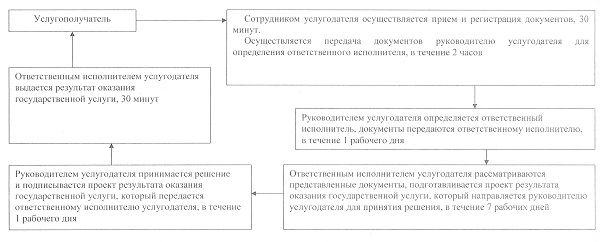 Услугополучатель
Сотрудником услугодателя осуществляется прием и регистрация документов, 30
минут.
Осуществляется передача документов руководителю услугодателя для
определения ответственного исполнителя, в течение 2 часов
Руководителем услугодателя определяется ответственный
исполнитель, документы передаются ответственному исполнителю,
в течение 1 рабочего дня
Ответственным исполнителем услугодателя рассматриваются
представленные документы, подготавливается проект результата
оказания государственной услуги, который направляется руководителю
услугодателя для принятия решения, в течение 7 рабочих дней
Руководителем услугодателя принимается решение
и подписывается проект результата оказания
государственной услуги, который передается
ответственному исполнителю услугодателя, в течение
1 рабочего дня
Ответственным исполнителем услугодателя
выдается результат оказания
государственной услуги, 30 минут